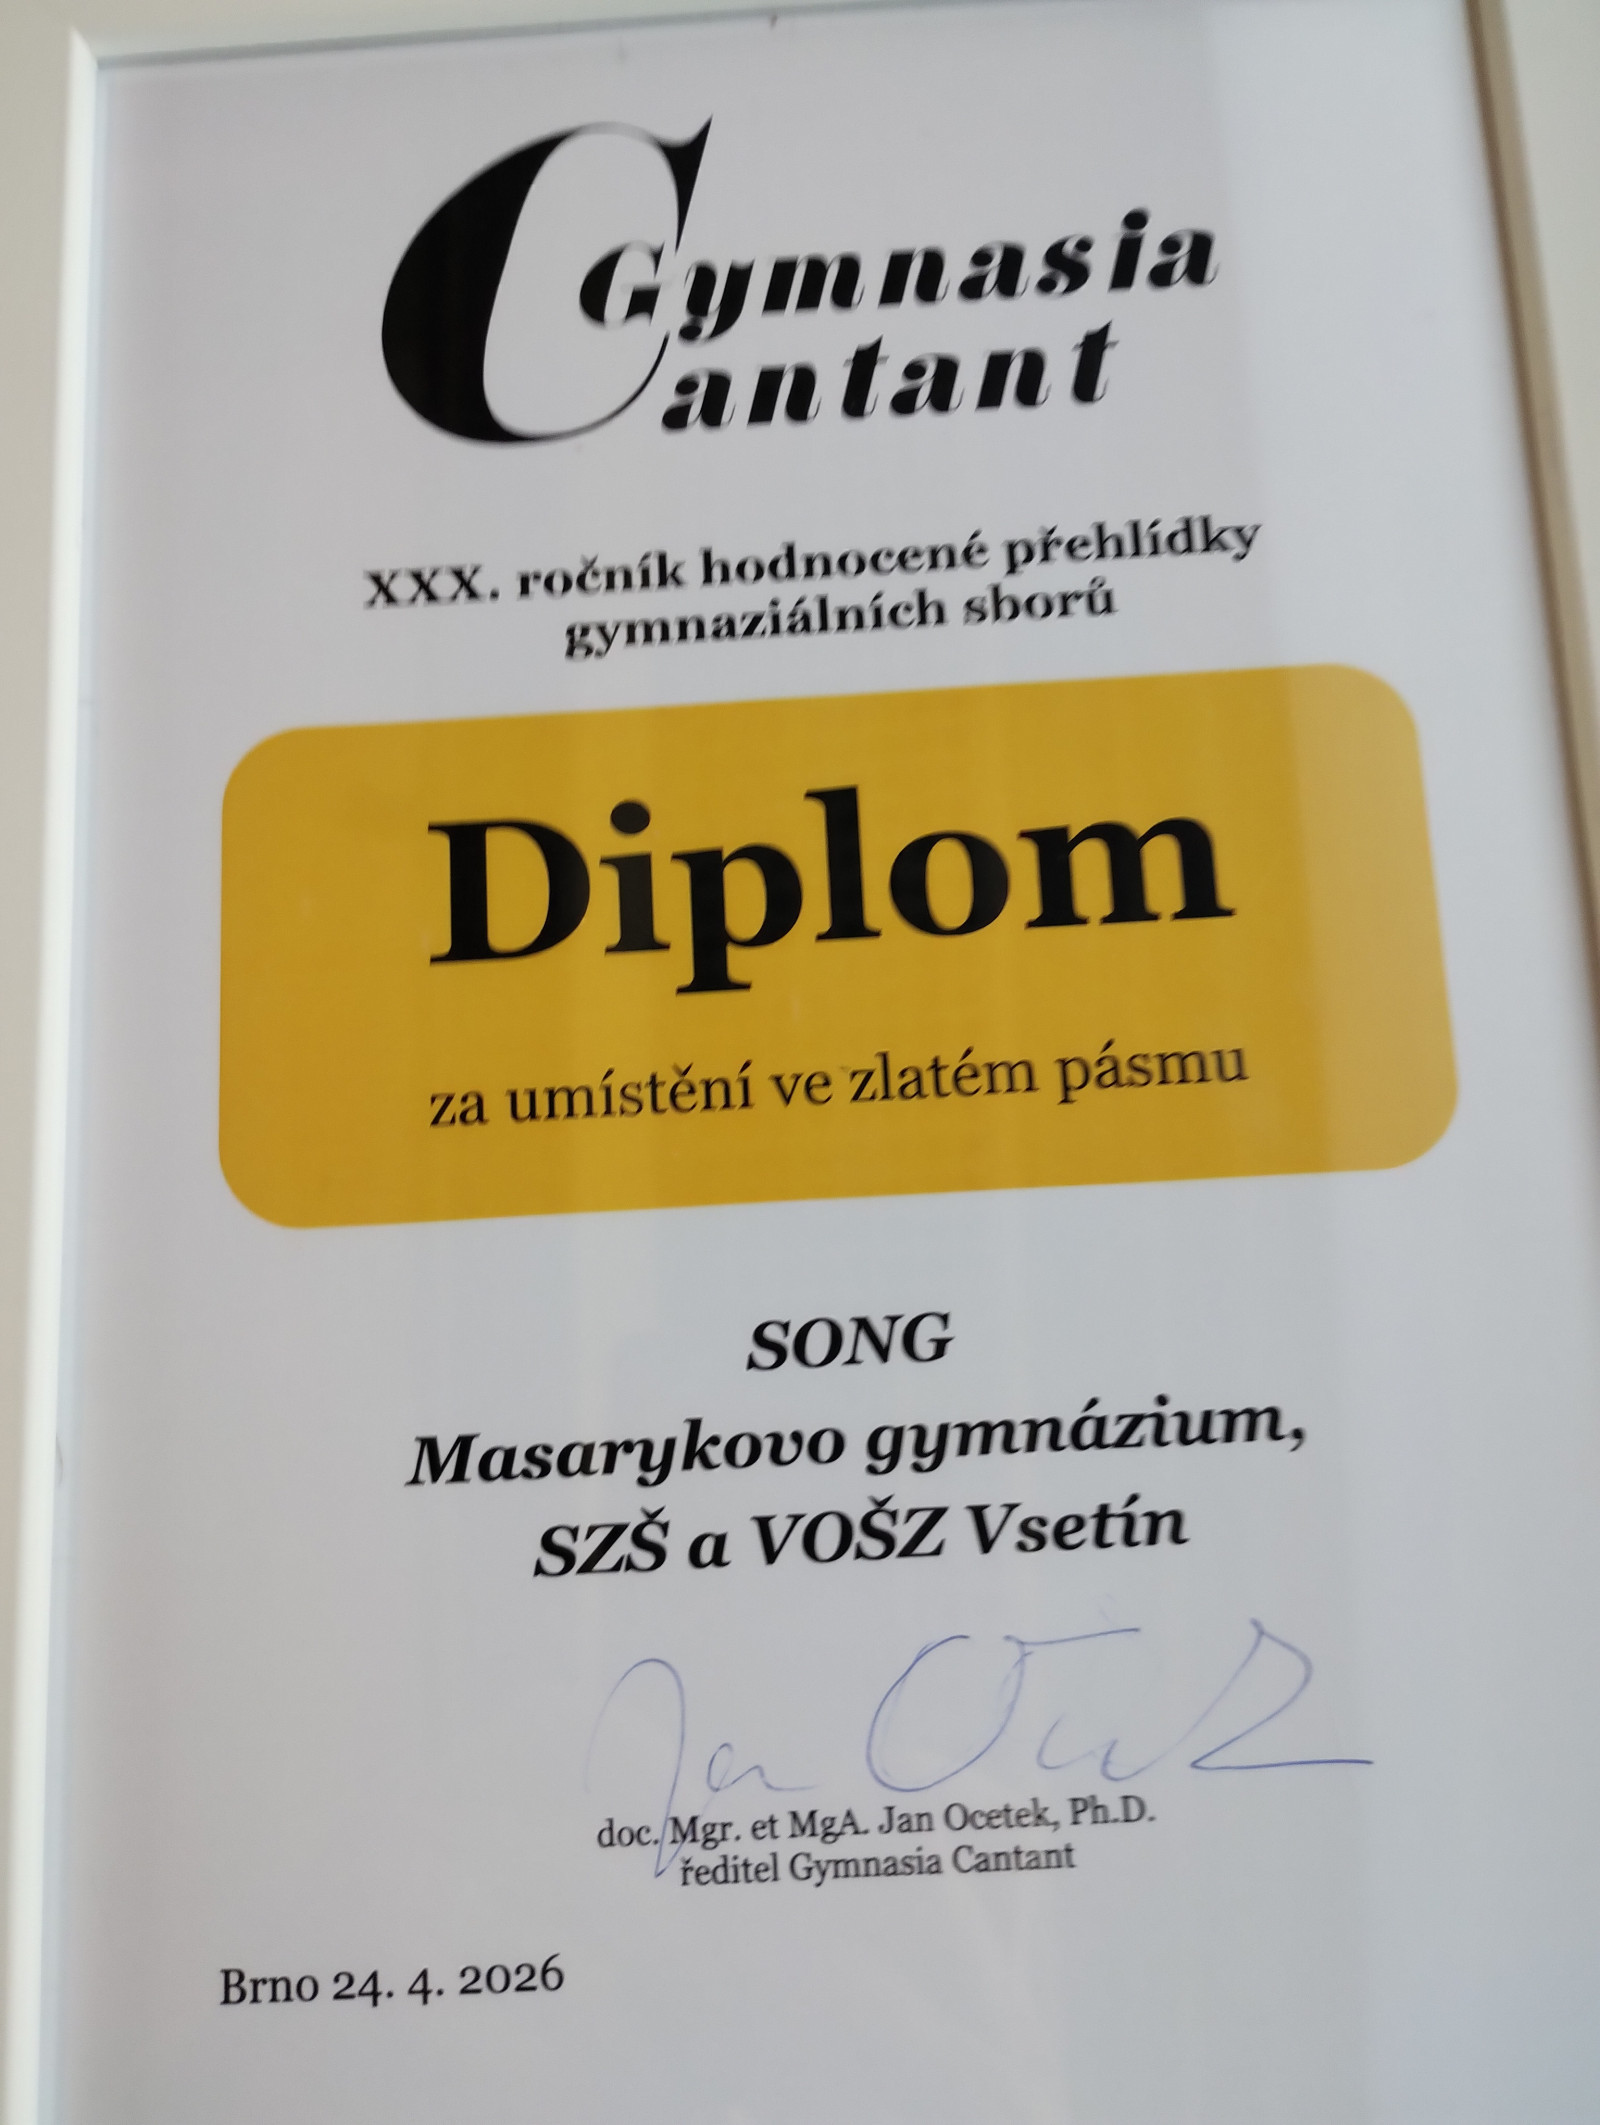 Gymnasia
Cantant
XXX. ročník hodnocené přehlídky
gymnaziálních sborů
Diplom
za umístění ve zlatém pásmu
SONG
Masarykovo gymnázium,
SZŠ a VOŠZ Vsetín
doc. Mgr. et MgA. Jan Ocetek, Ph.D.
ředitel Gymnasia Cantant
Brno 24. 4. 2026